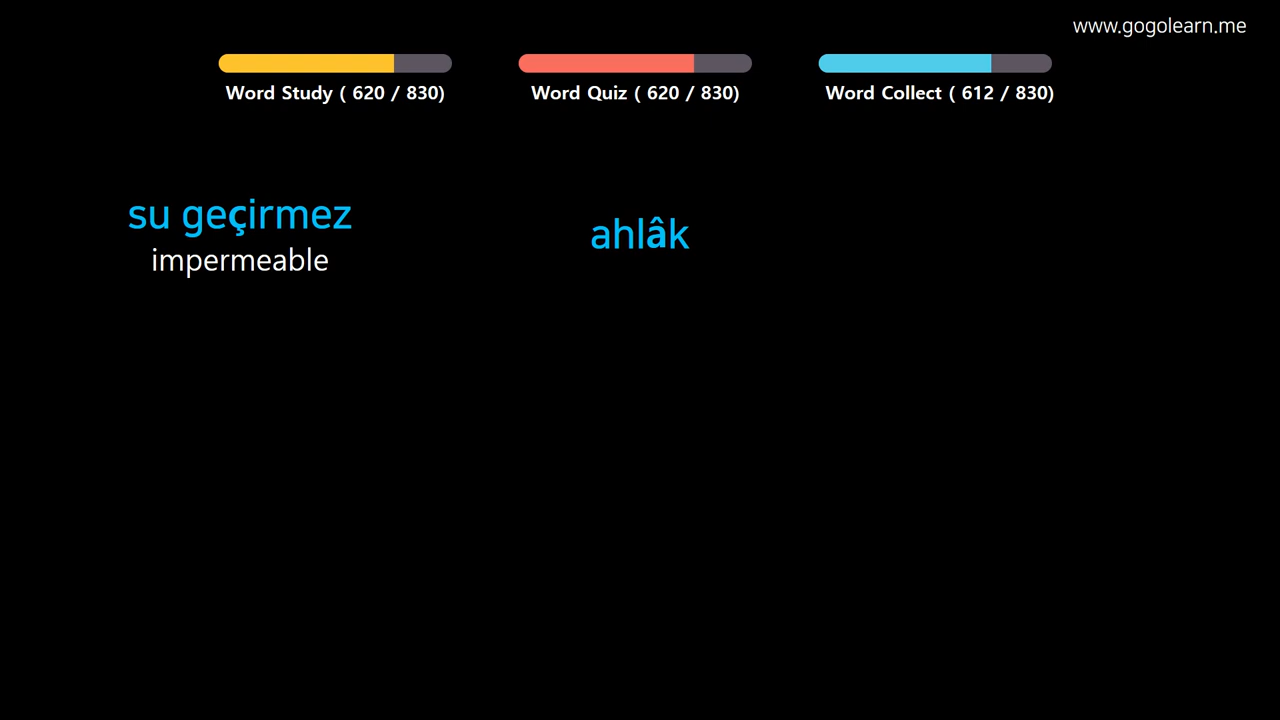 www.gogolearn.me
Word Study ( 620 / 830)
Word Quiz ( 620 / 830)
Word Collect ( 612 / 830)
su geçirmez
impermeable
ahlâk